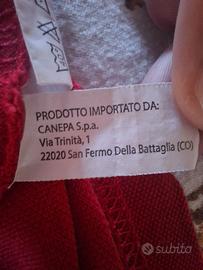 PRODOTTO IMPORTATO DA:
CANEPA S.p.a.
Via Trinità, 1
22020 San Fermo Della Battaglia (CO)
subito